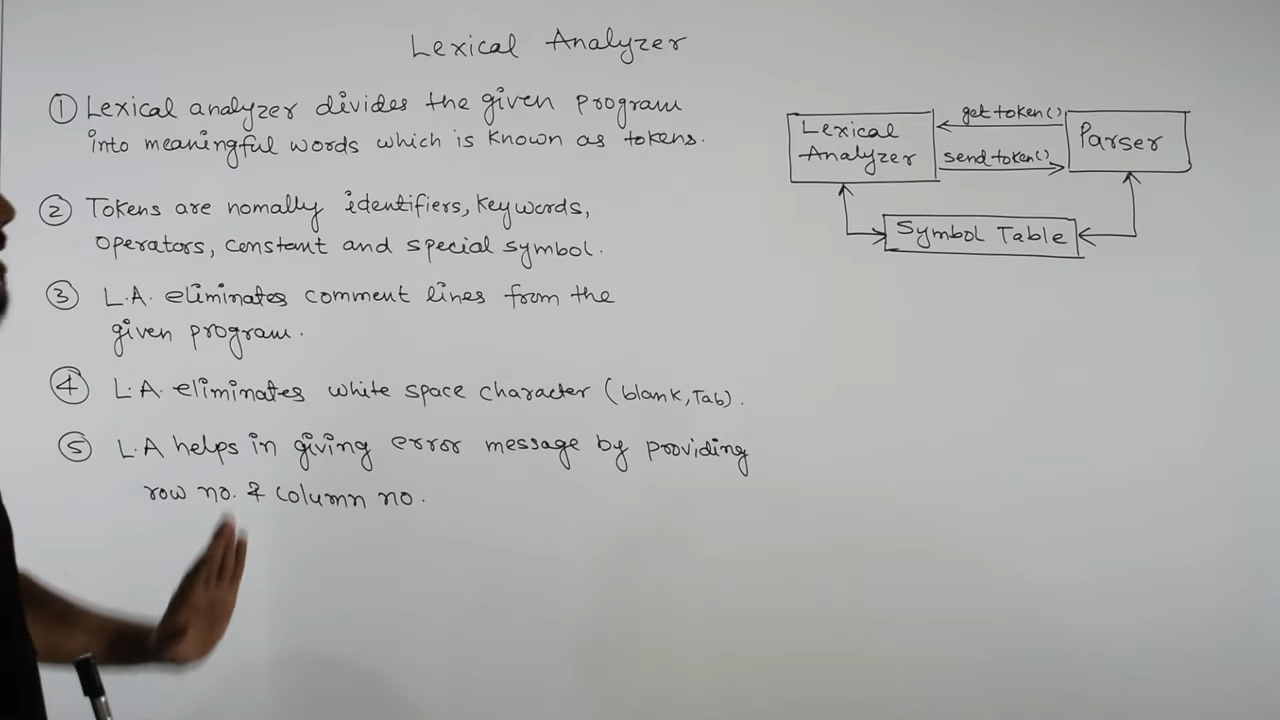 Lexical Analyzer
① Lexical analyzer divides the given program
into meaningful words which is known as tokens.
② Tokens are nomally identifiers, keywords,
operators, constant and special symbol.
③ L.A. eliminates comment lines from the
given program.
④ L.A. eliminates white space character (blank, Tab).
⑤ L.A helps in giving error message by providing
row no. & column no.
Lexical
Analyzer
get token()
send token()
Parser
Symbol Table